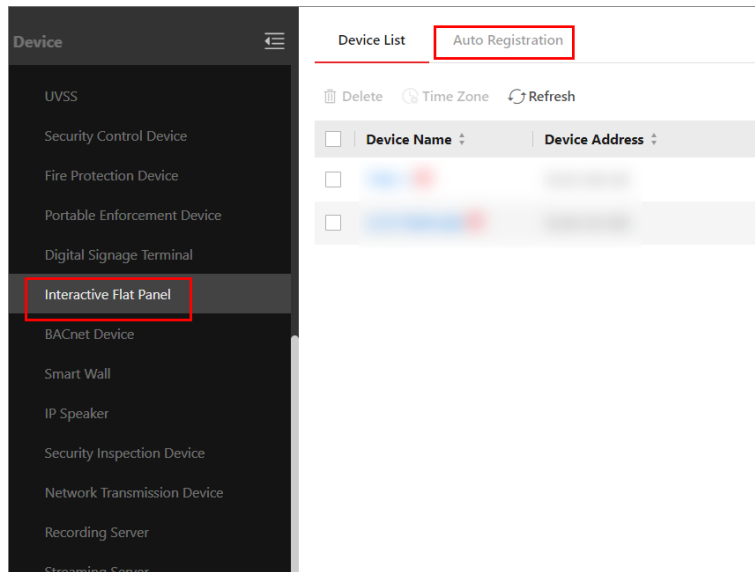 Device
UVSS
Security Control Device
Fire Protection Device
Portable Enforcement Device
Digital Signage Terminal
Interactive Flat Panel
BACnet Device
Smart Wall
IP Speaker
Security Inspection Device
Network Transmission Device
Recording Server
Streaming Server
Device List Auto Registration
Delete Time Zone Refresh
Device Name Device Address